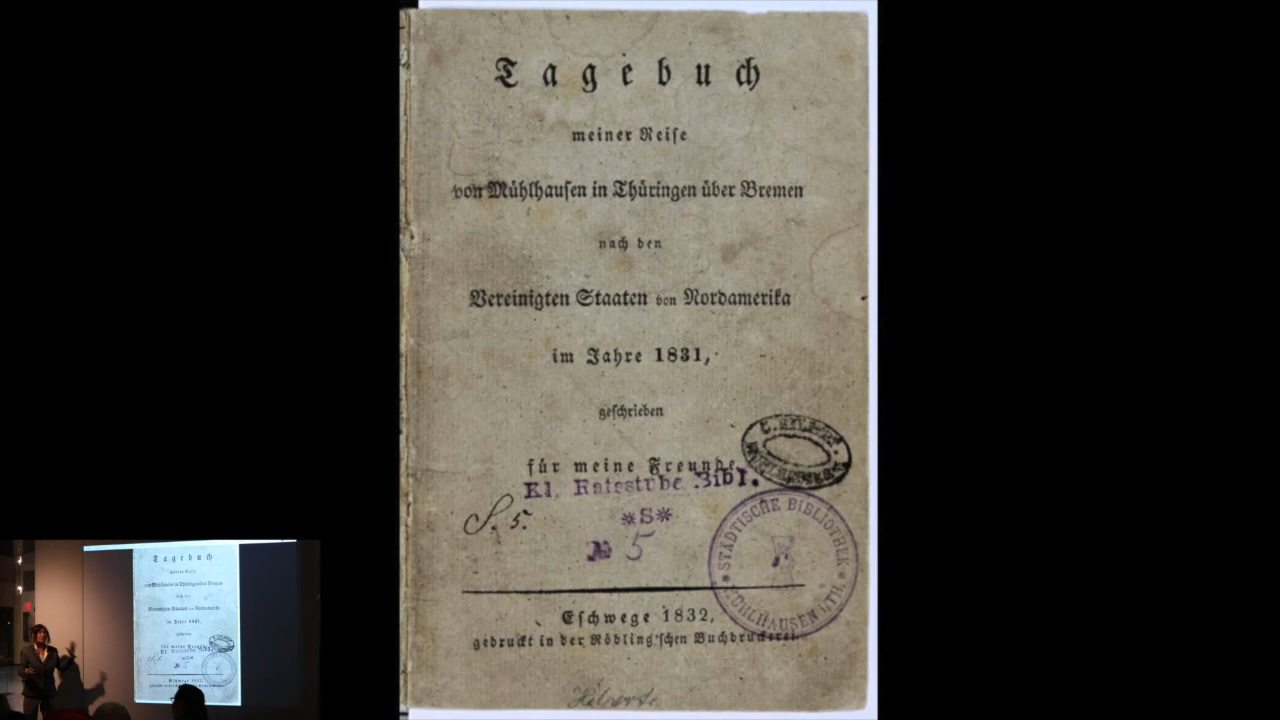 Tagebuch
meiner Reise
von Mühlhausen in Thüringen über Bremen
nach den
Vereinigten Staaten von Nordamerika
im Jahre 1831,
geschrieben
für meine Freunde
Kl. Ratsstube Bibl.
S. 5.
*S*
№ 5
STÄDTISCHE BIBLIOTHEK
MÜHLHAUSEN i/TH.
Eschwege 1832,
gedruckt in der Röbling'schen Buchdruckerei.